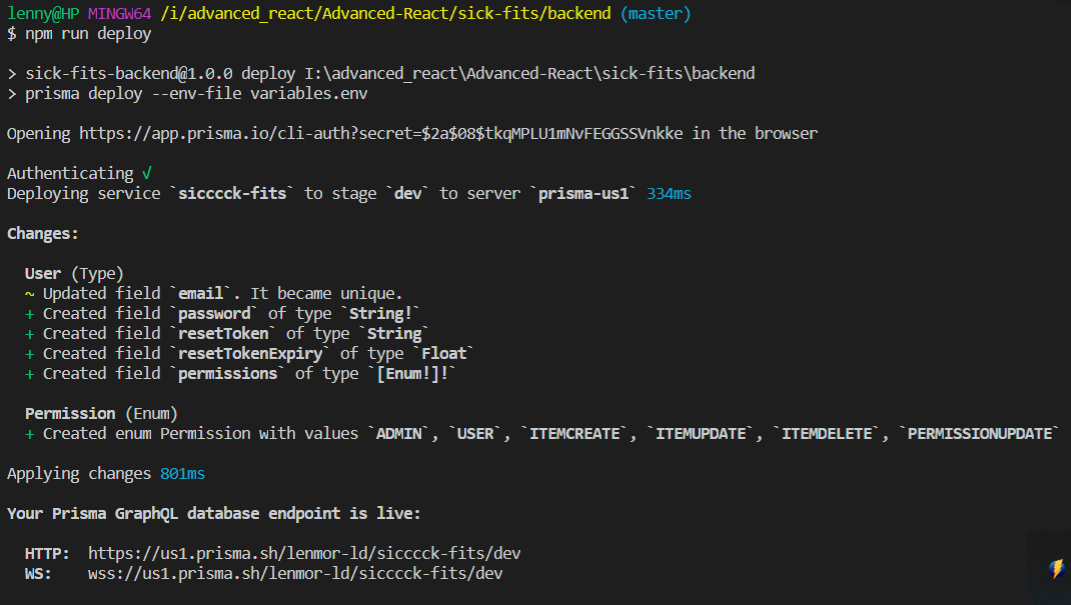 lenny@HP MINGW64 /i/advanced_react/Advanced-React/sick-fits/backend (master)
$ npm run deploy
> sick-fits-backend@1.0.0 deploy I:\advanced_react\Advanced-React\sick-fits\backend
> prisma deploy --env-file variables.env
Opening https://app.prisma.io/cli-auth?secret=$2a$08$tkqMPLU1mNvFEGGSSVnkke in the browser
Authenticating √
Deploying service `sicccck-fits` to stage `dev` to server `prisma-us1` 334ms
Changes:
User (Type)
~ Updated field `email`. It became unique.
+ Created field `password` of type `String!`
+ Created field `resetToken` of type `String`
+ Created field `resetTokenExpiry` of type `Float`
+ Created field `permissions` of type `[Enum!]!`
Permission (Enum)
+ Created enum Permission with values `ADMIN`, `USER`, `ITEMCREATE`, `ITEMUPDATE`, `ITEMDELETE`, `PERMISSIONUPDATE`
Applying changes 801ms
Your Prisma GraphQL database endpoint is live:
HTTP: https://us1.prisma.sh/lenmor-ld/sicccck-fits/dev
WS: wss://us1.prisma.sh/lenmor-ld/sicccck-fits/dev